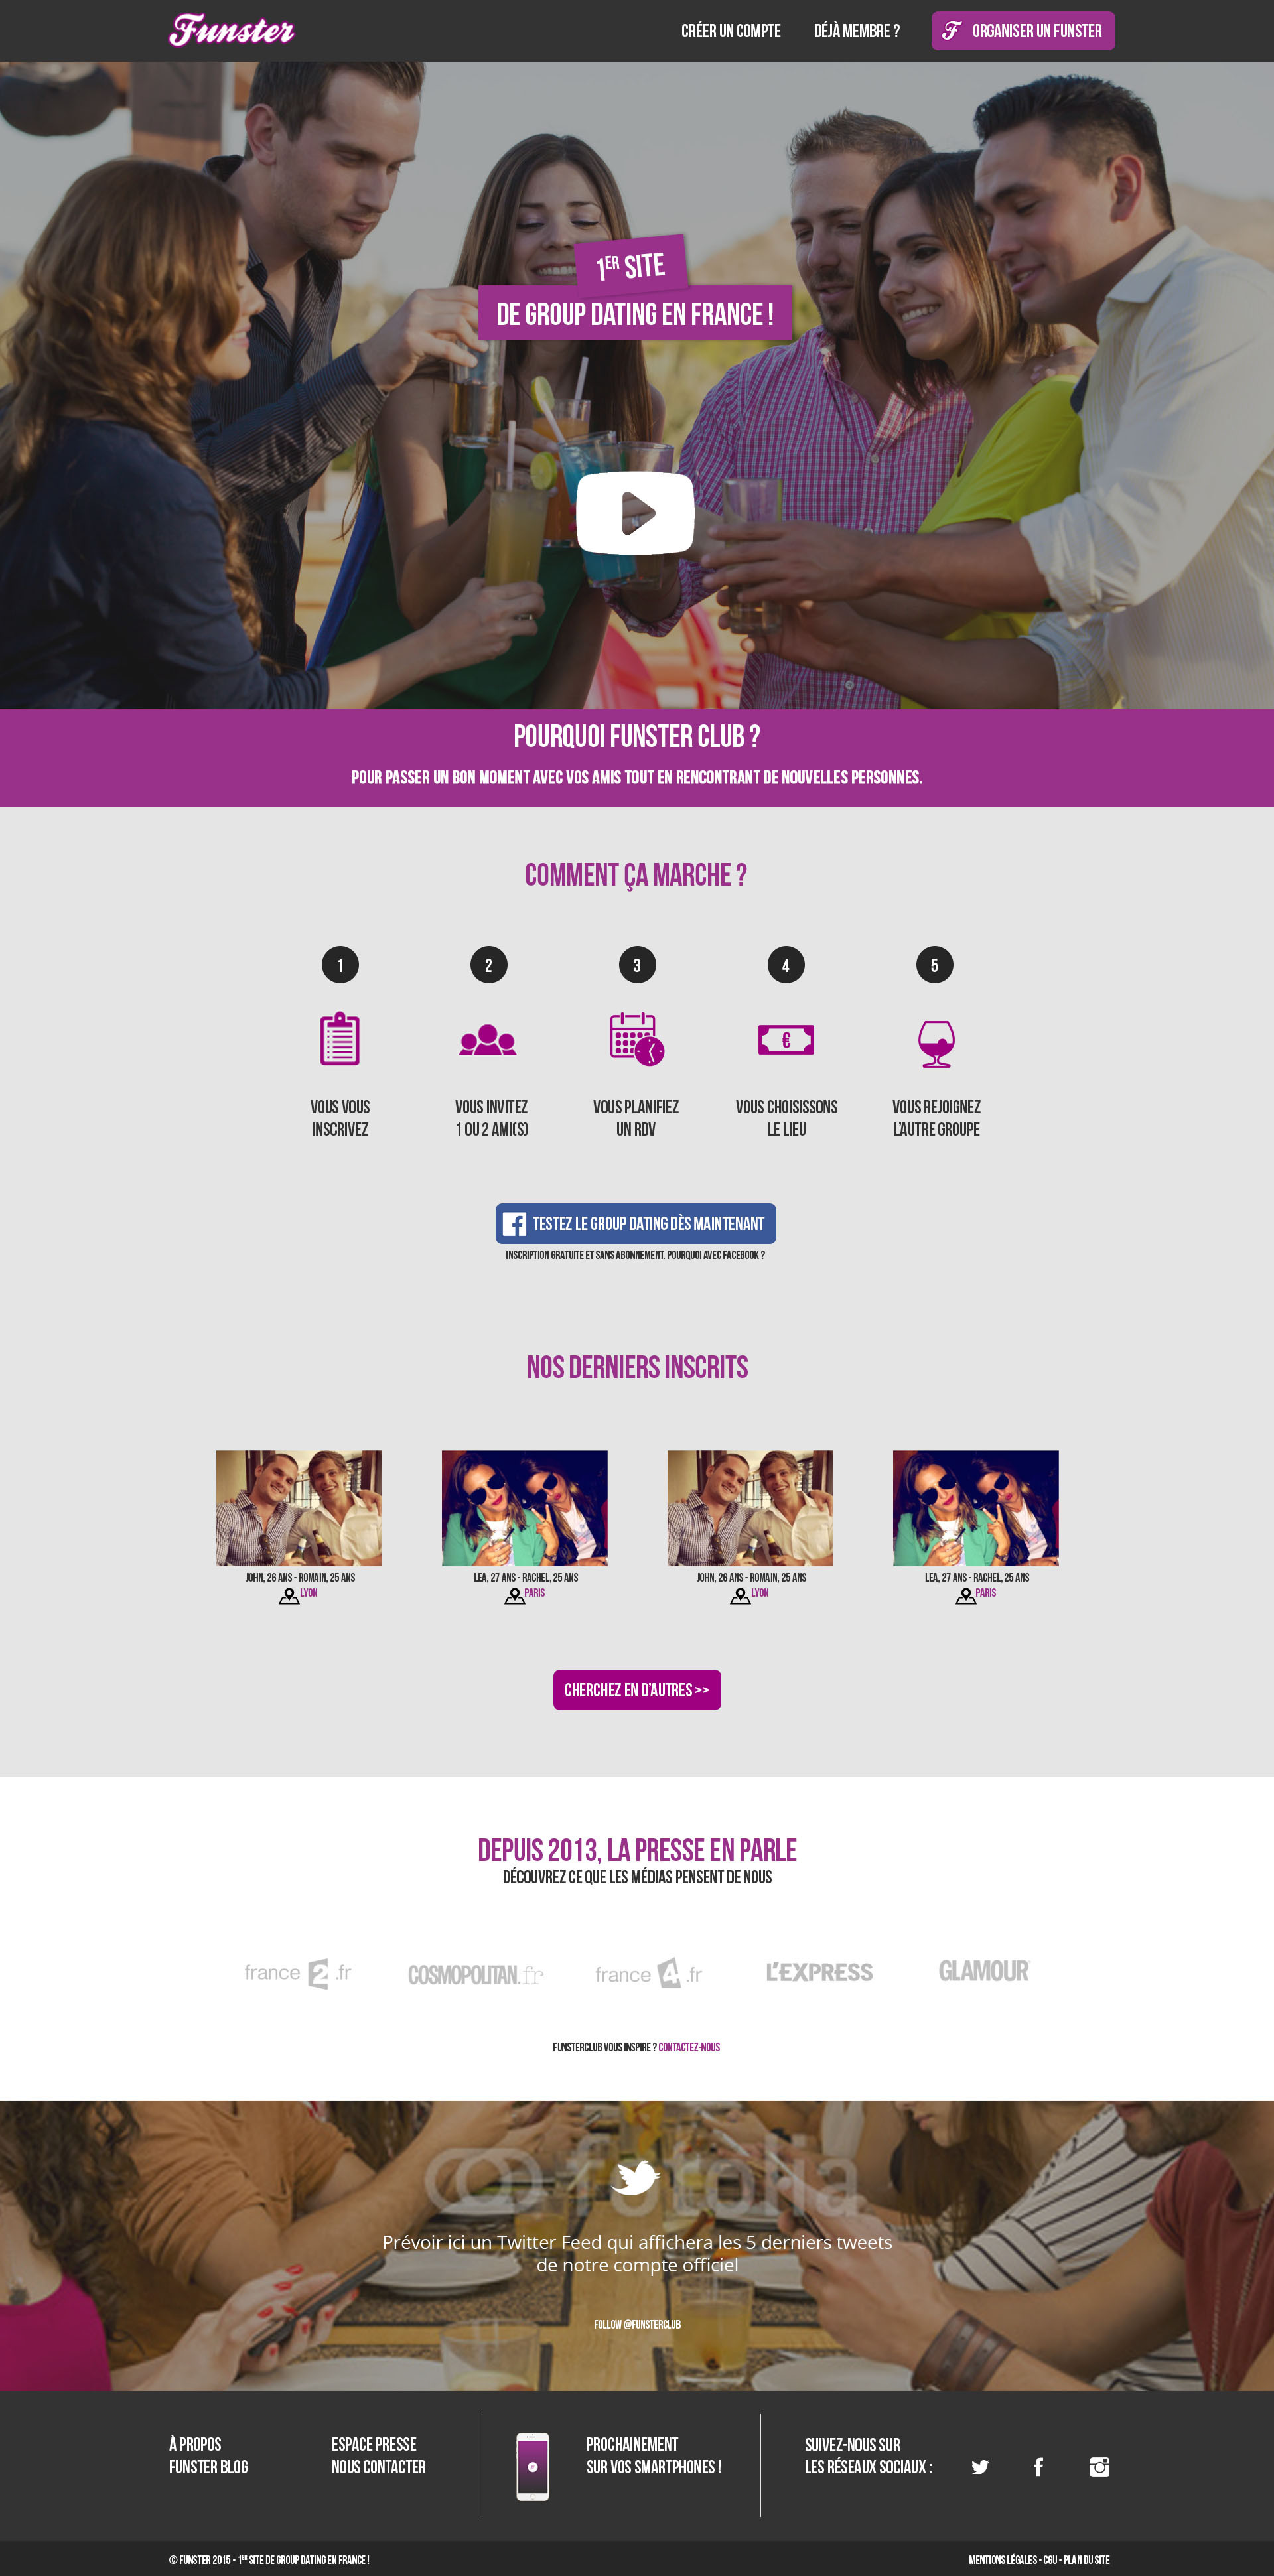 Funster
CRÉER UN COMPTE
DÉJÀ MEMBRE ?
F ORGANISER UN FUNSTER
1ER SITE
DE GROUP DATING EN FRANCE !
POURQUOI FUNSTER CLUB ?
POUR PASSER UN BON MOMENT AVEC VOS AMIS TOUT EN RENCONTRANT DE NOUVELLES PERSONNES.
COMMENT ÇA MARCHE ?
1
2
3
4
5
€
VOUS VOUS
INSCRIVEZ
VOUS INVITEZ
1 OU 2 AMI(S)
VOUS PLANIFIEZ
UN RDV
VOUS CHOISISSONS
LE LIEU
VOUS REJOIGNEZ
L'AUTRE GROUPE
f TESTEZ LE GROUP DATING DÈS MAINTENANT
INSCRIPTION GRATUITE ET SANS ABONNEMENT. POURQUOI AVEC FACEBOOK ?
NOS DERNIERS INSCRITS
JOHN, 26 ANS - ROMAIN, 25 ANS
LYON
LEA, 27 ANS - RACHEL, 25 ANS
PARIS
JOHN, 26 ANS - ROMAIN, 25 ANS
LYON
LEA, 27 ANS - RACHEL, 25 ANS
PARIS
CHERCHEZ EN D'AUTRES >>
DEPUIS 2013, LA PRESSE EN PARLE
DÉCOUVREZ CE QUE LES MÉDIAS PENSENT DE NOUS
france 2.fr
COSMOPOLITAN.fr
france 4.fr
L'EXPRESS
GLAMOUR
FUNSTERCLUB VOUS INSPIRE ? CONTACTEZ-NOUS
fotolia
Prévoir ici un Twitter Feed qui affichera les 5 derniers tweets
de notre compte officiel
FOLLOW @FUNSTERCLUB
À PROPOS
FUNSTER BLOG
ESPACE PRESSE
NOUS CONTACTER
PROCHAINEMENT
SUR VOS SMARTPHONES !
SUIVEZ-NOUS SUR
LES RÉSEAUX SOCIAUX :
f
© FUNSTER 2015 - 1ER SITE DE GROUP DATING EN FRANCE !
MENTIONS LÉGALES - CGU - PLAN DU SITE